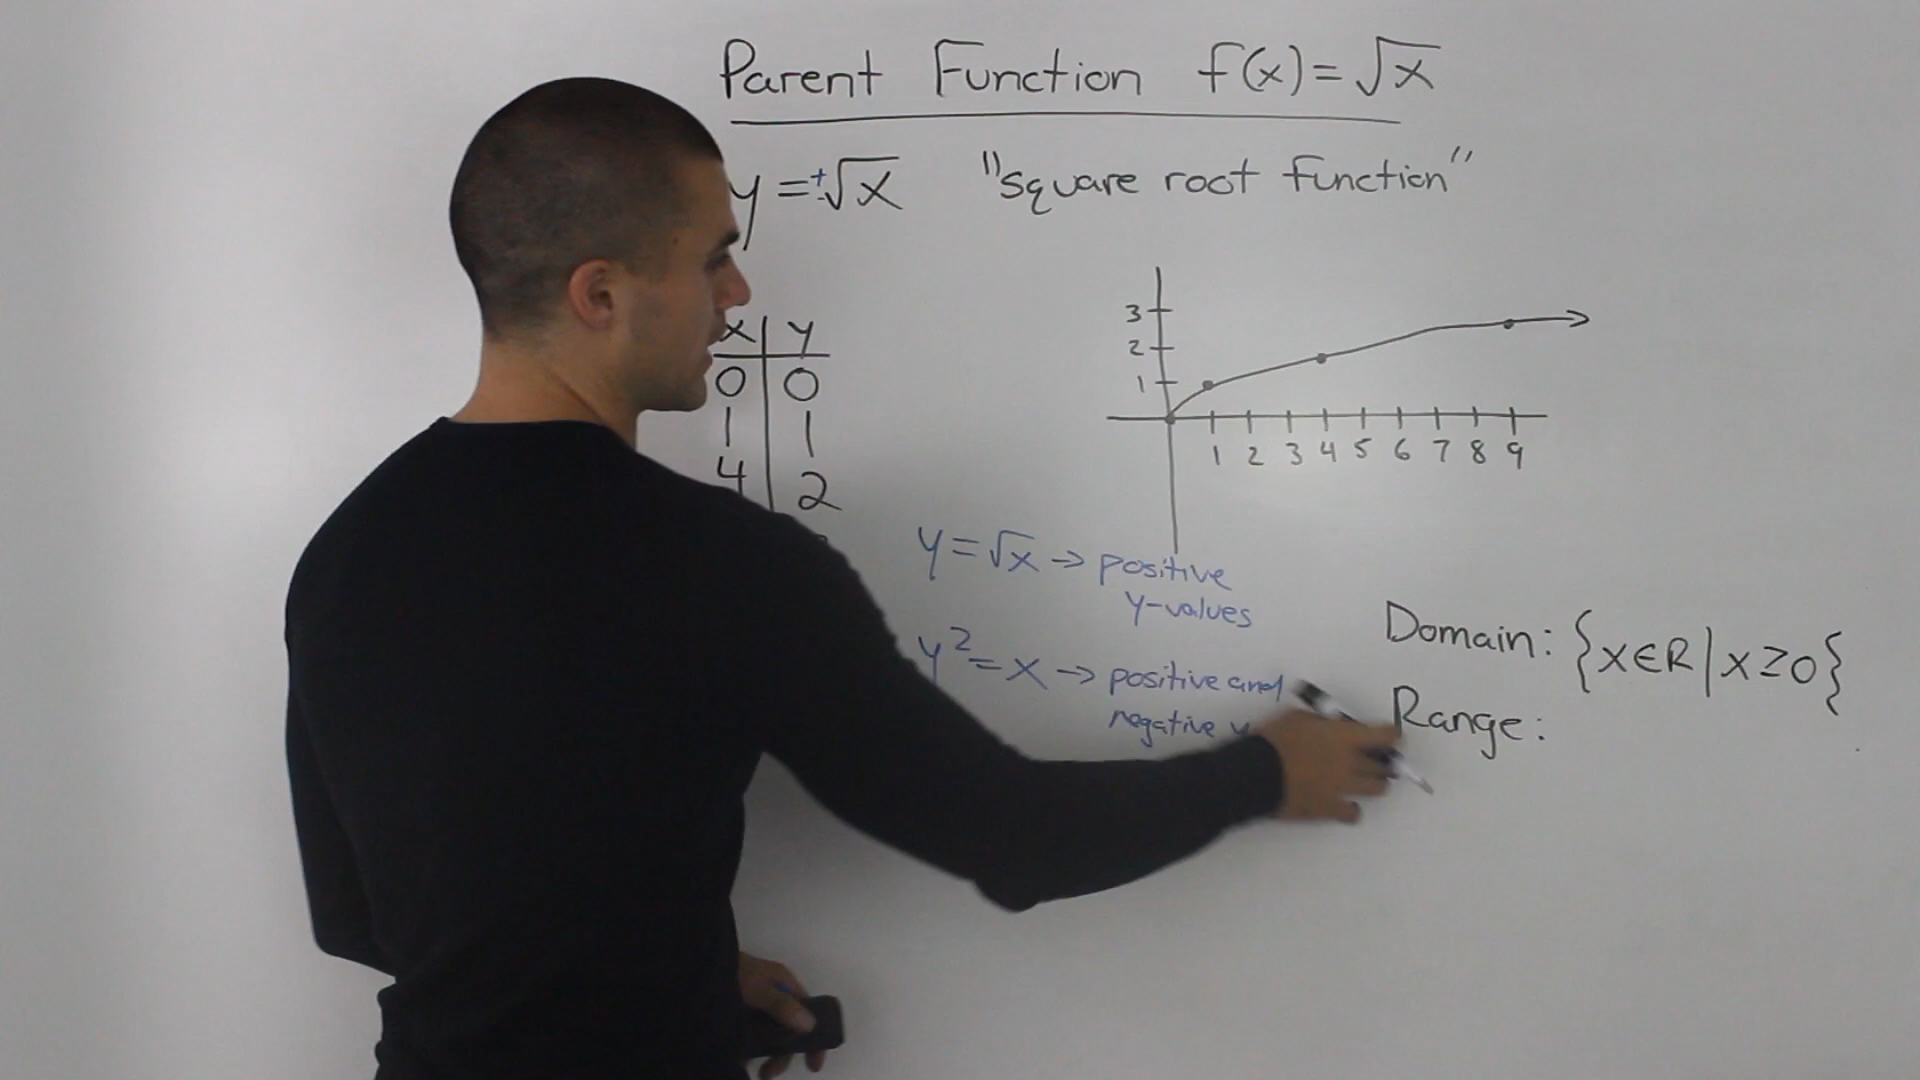 Parent Function f(x)=√x
y=±√x "square root function"
x y
0 0
1 1
4 2
3
2
1
1 2 3 4 5 6 7 8 9
y=√x → positive
y-values
y²=x → positive and
negative
Domain: {x∈R|x≥0}
Range: